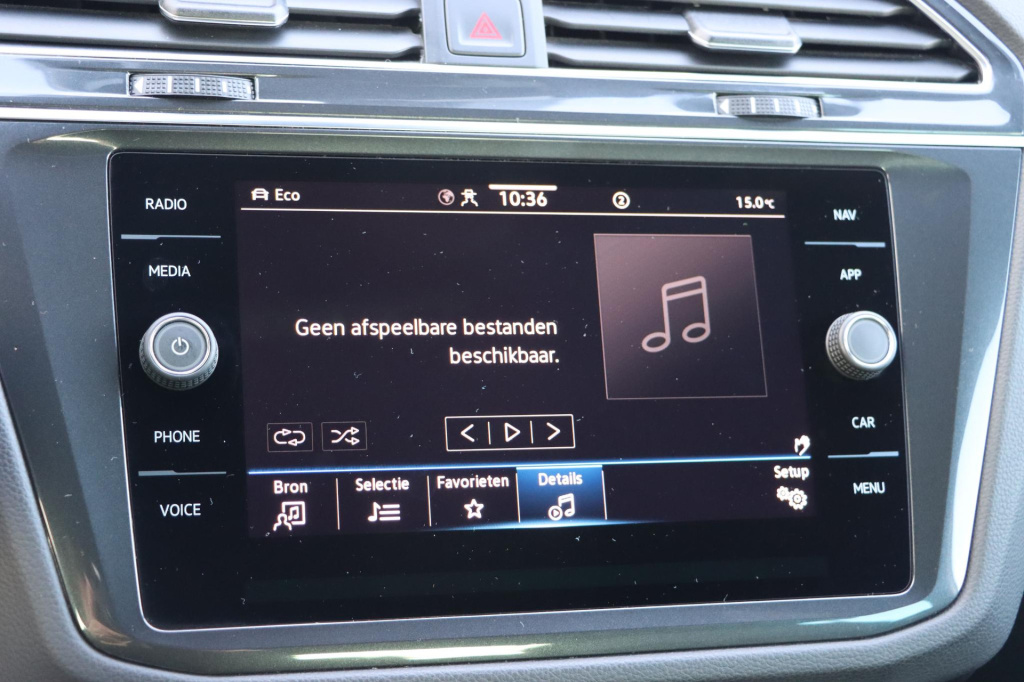 RADIO
MEDIA
PHONE
VOICE
Eco
10:36
2
15.0°C
Geen afspeelbare bestanden
beschikbaar.
Bron
Selectie
Favorieten
Details
Setup
NAV
APP
CAR
MENU